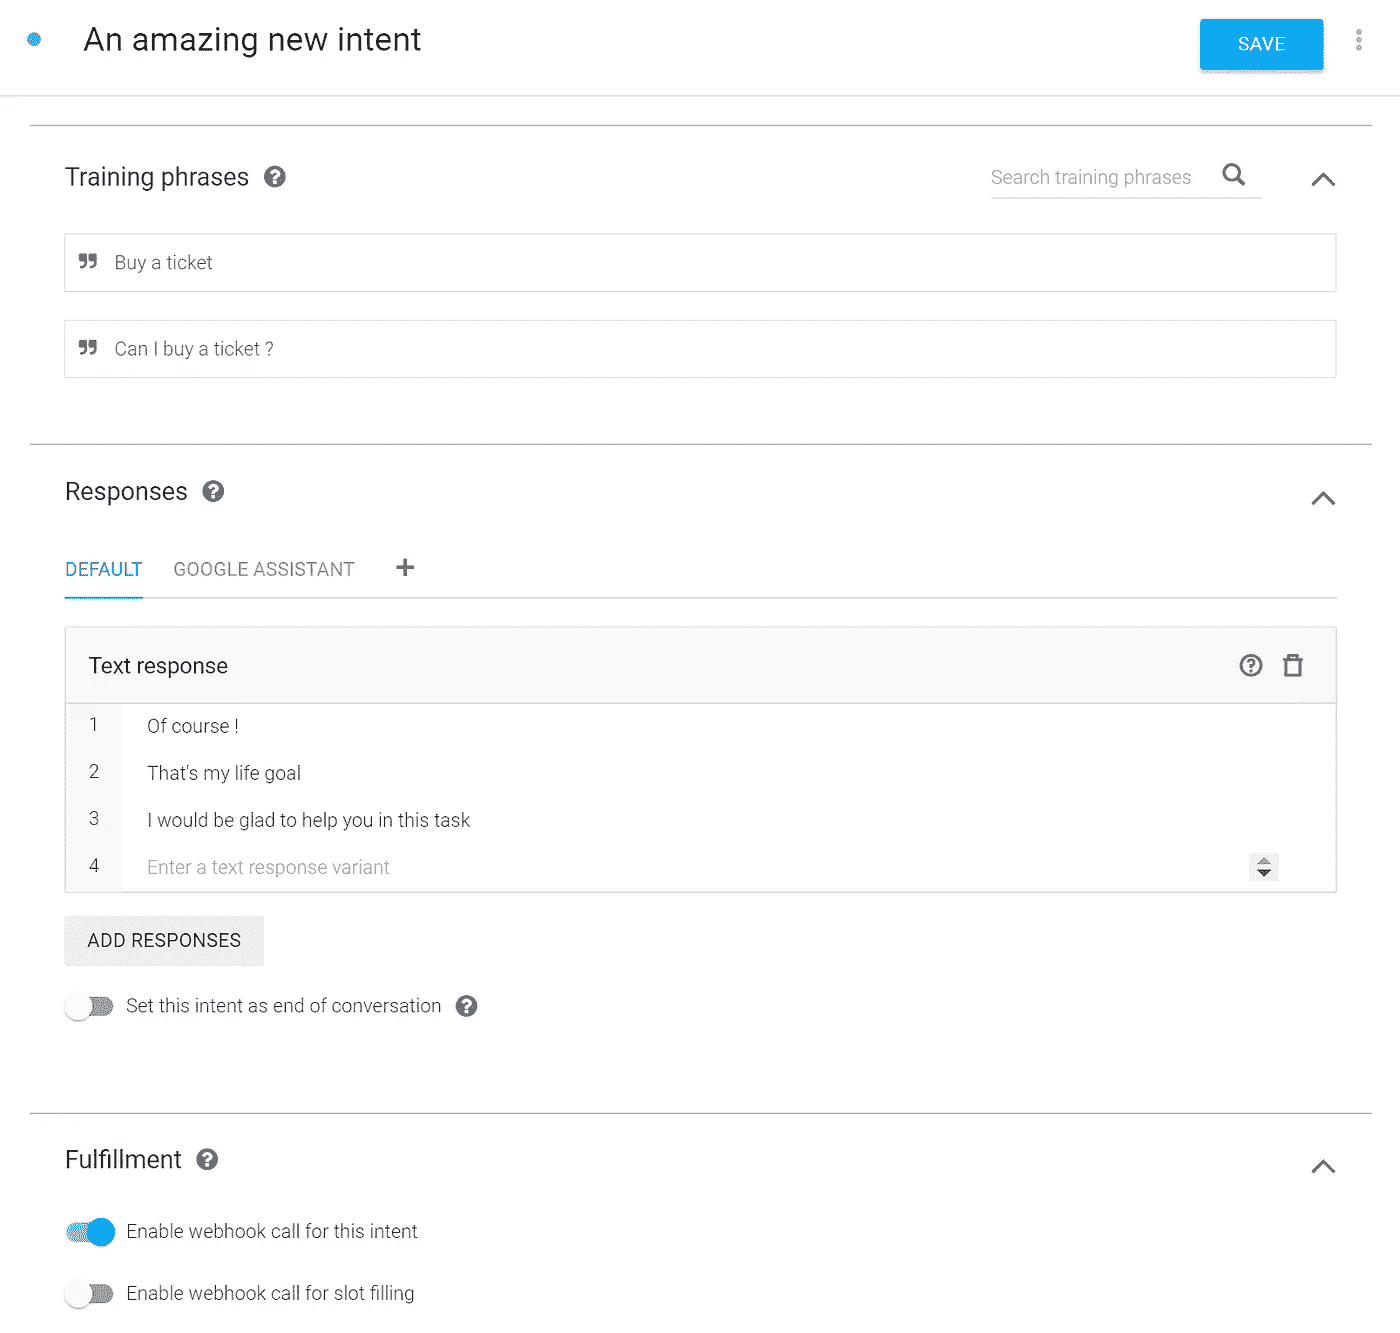 An amazing new intent
SAVE
Training phrases
Search training phrases
Buy a ticket
Can I buy a ticket ?
Responses
DEFAULT GOOGLE ASSISTANT
Text response
1 Of course !
2 That's my life goal
3 I would be glad to help you in this task
4 Enter a text response variant
ADD RESPONSES
Set this intent as end of conversation
Fulfillment
Enable webhook call for this intent
Enable webhook call for slot filling